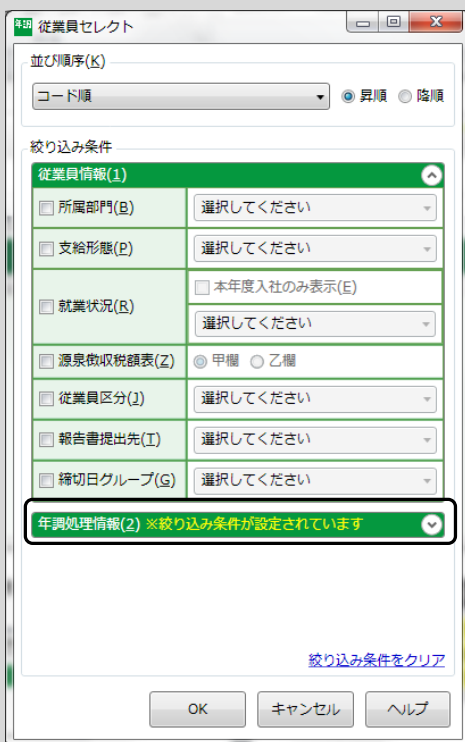 年調 従業員セレクト
並び順序(K)
コード順 昇順 降順
絞り込み条件
従業員情報(1)
所属部門(B) 選択してください
支給形態(P) 選択してください
本年度入社のみ表示(E)
就業状況(R)
選択してください
源泉徴収税額表(Z) 甲欄 乙欄
従業員区分(J) 選択してください
報告書提出先(T) 選択してください
締切日グループ(G) 選択してください
年調処理情報(2) ※絞り込み条件が設定されています
絞り込み条件をクリア
OK キャンセル ヘルプ